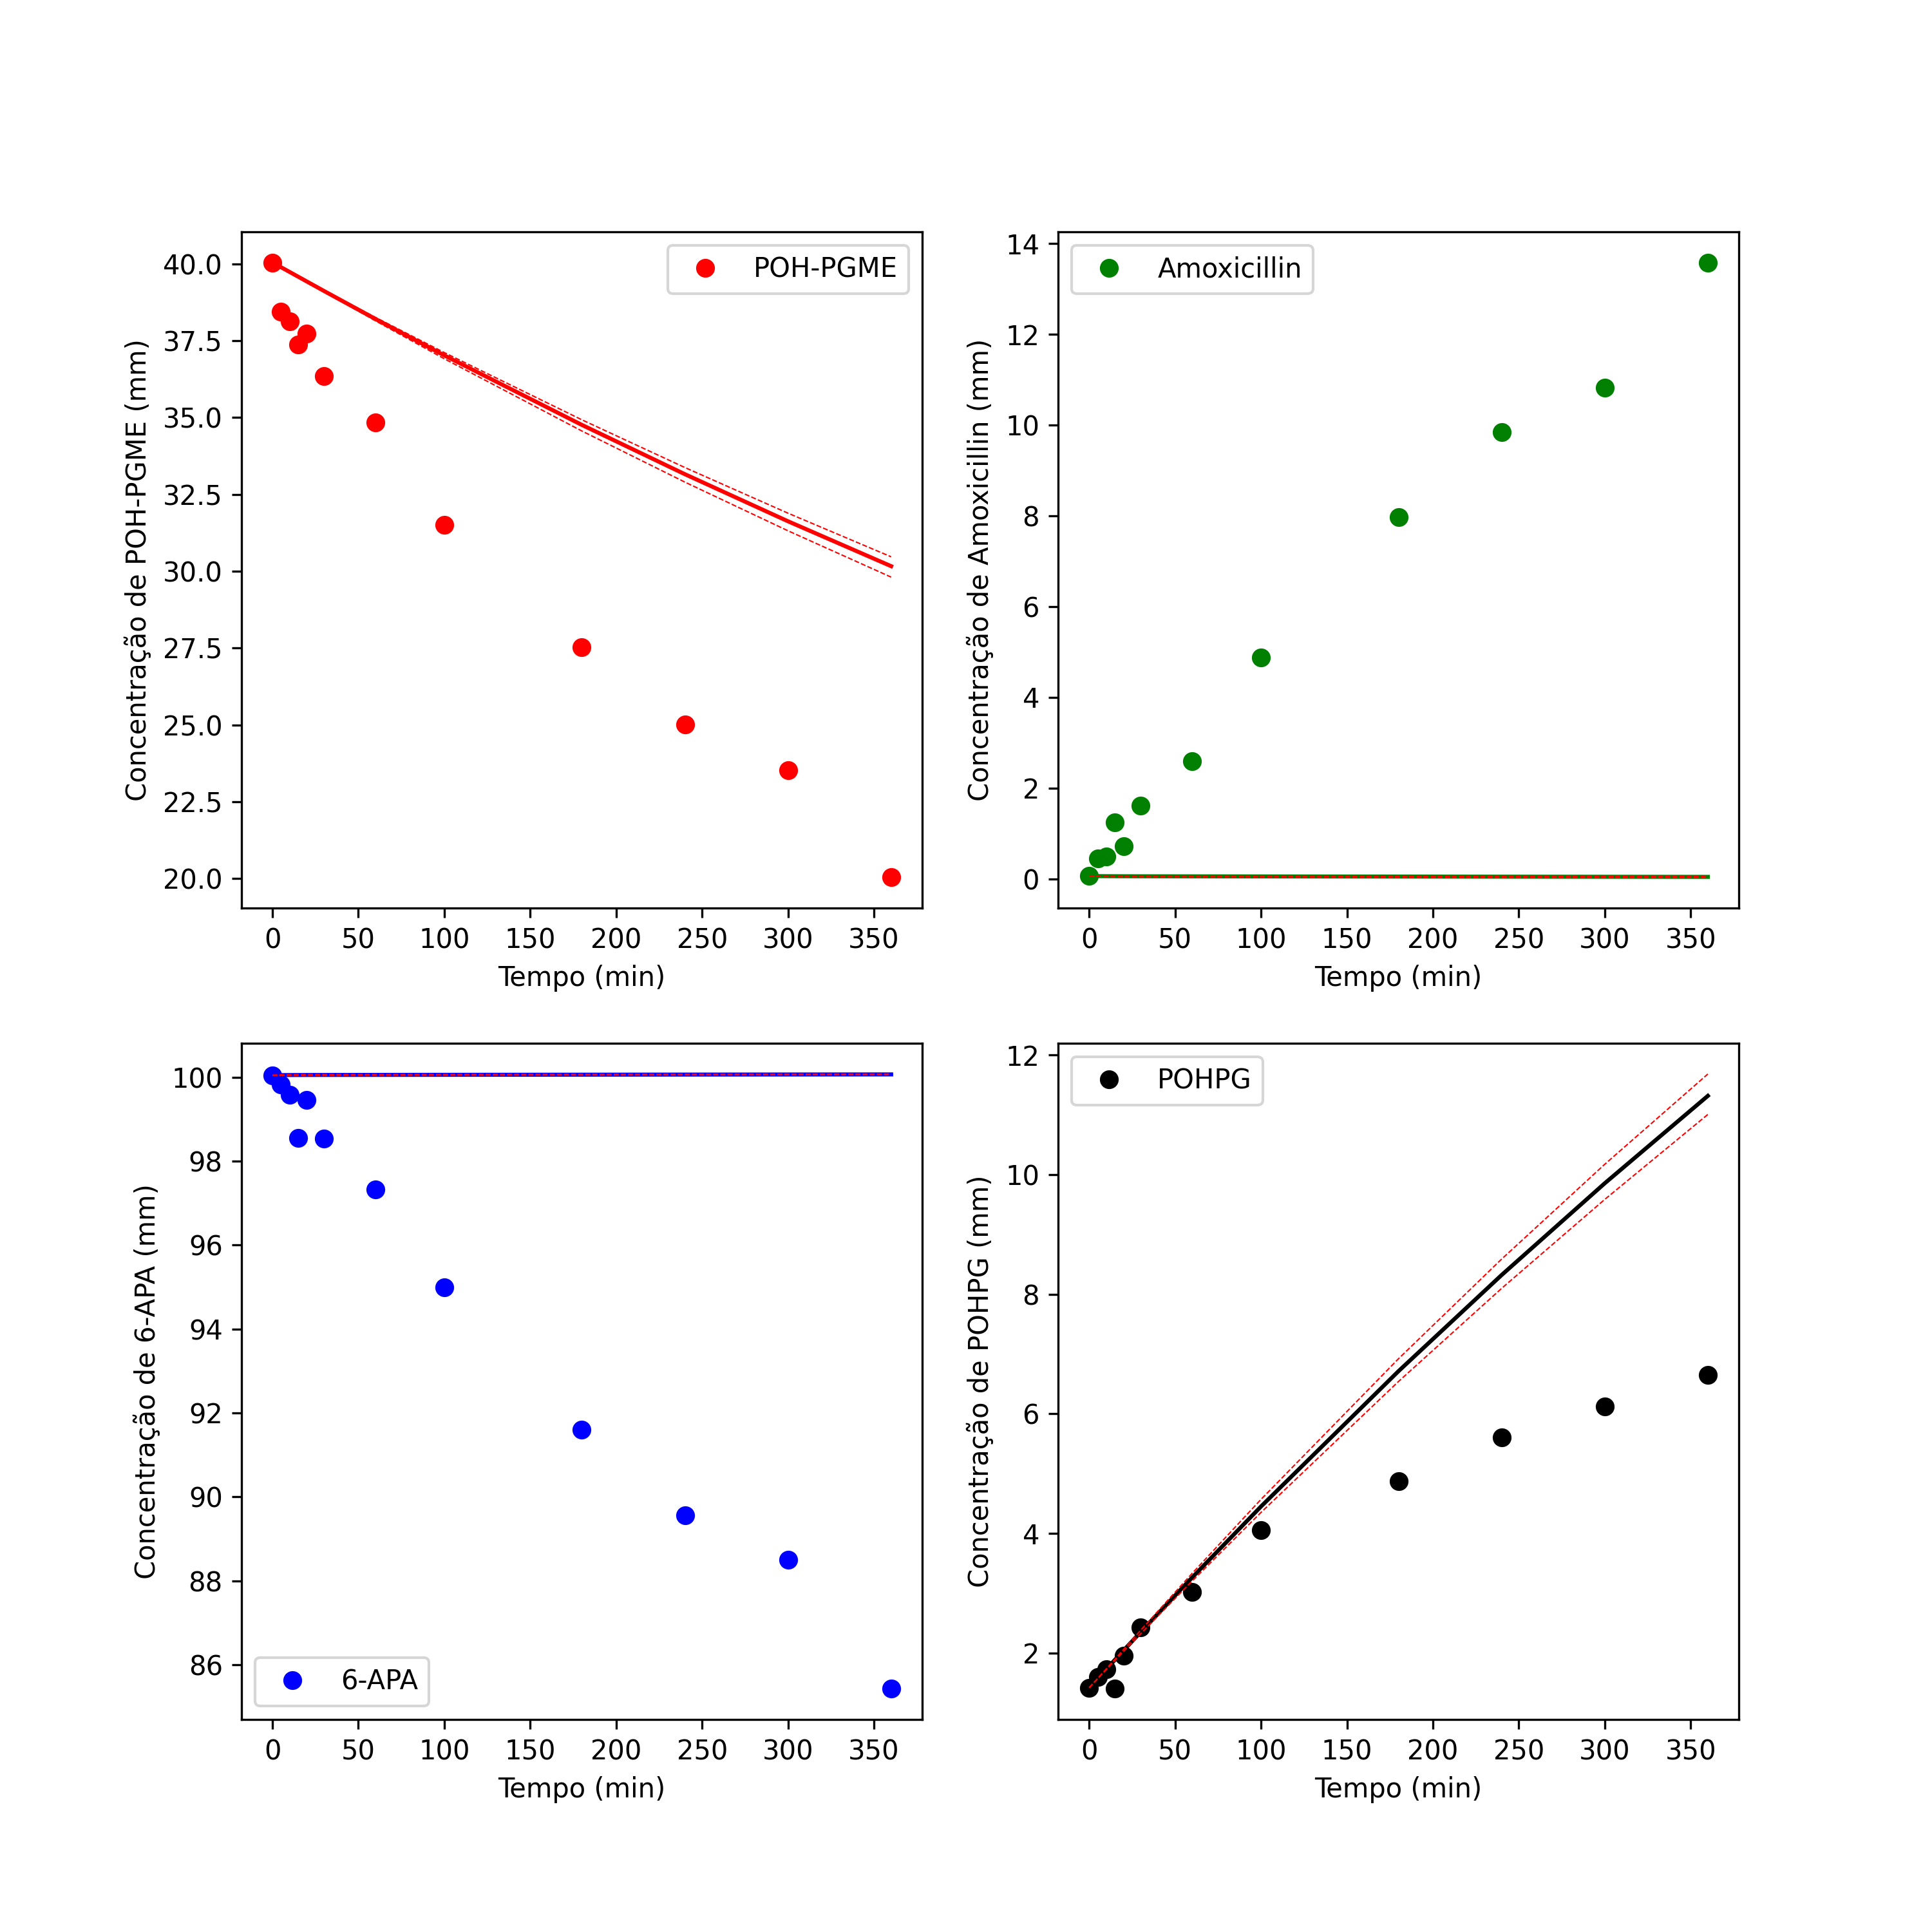 POH-PGME
Concentração de POH-PGME (mm)
40.0
37.5
35.0
32.5
30.0
27.5
25.0
22.5
20.0
0 50 100 150 200 250 300 350
Tempo (min)
Amoxicillin
Concentração de Amoxicillin (mm)
14
12
10
8
6
4
2
0
0 50 100 150 200 250 300 350
Tempo (min)
6-APA
Concentração de 6-APA (mm)
100
98
96
94
92
90
88
86
0 50 100 150 200 250 300 350
Tempo (min)
POHPG
Concentração de POHPG (mm)
12
10
8
6
4
2
0 50 100 150 200 250 300 350
Tempo (min)